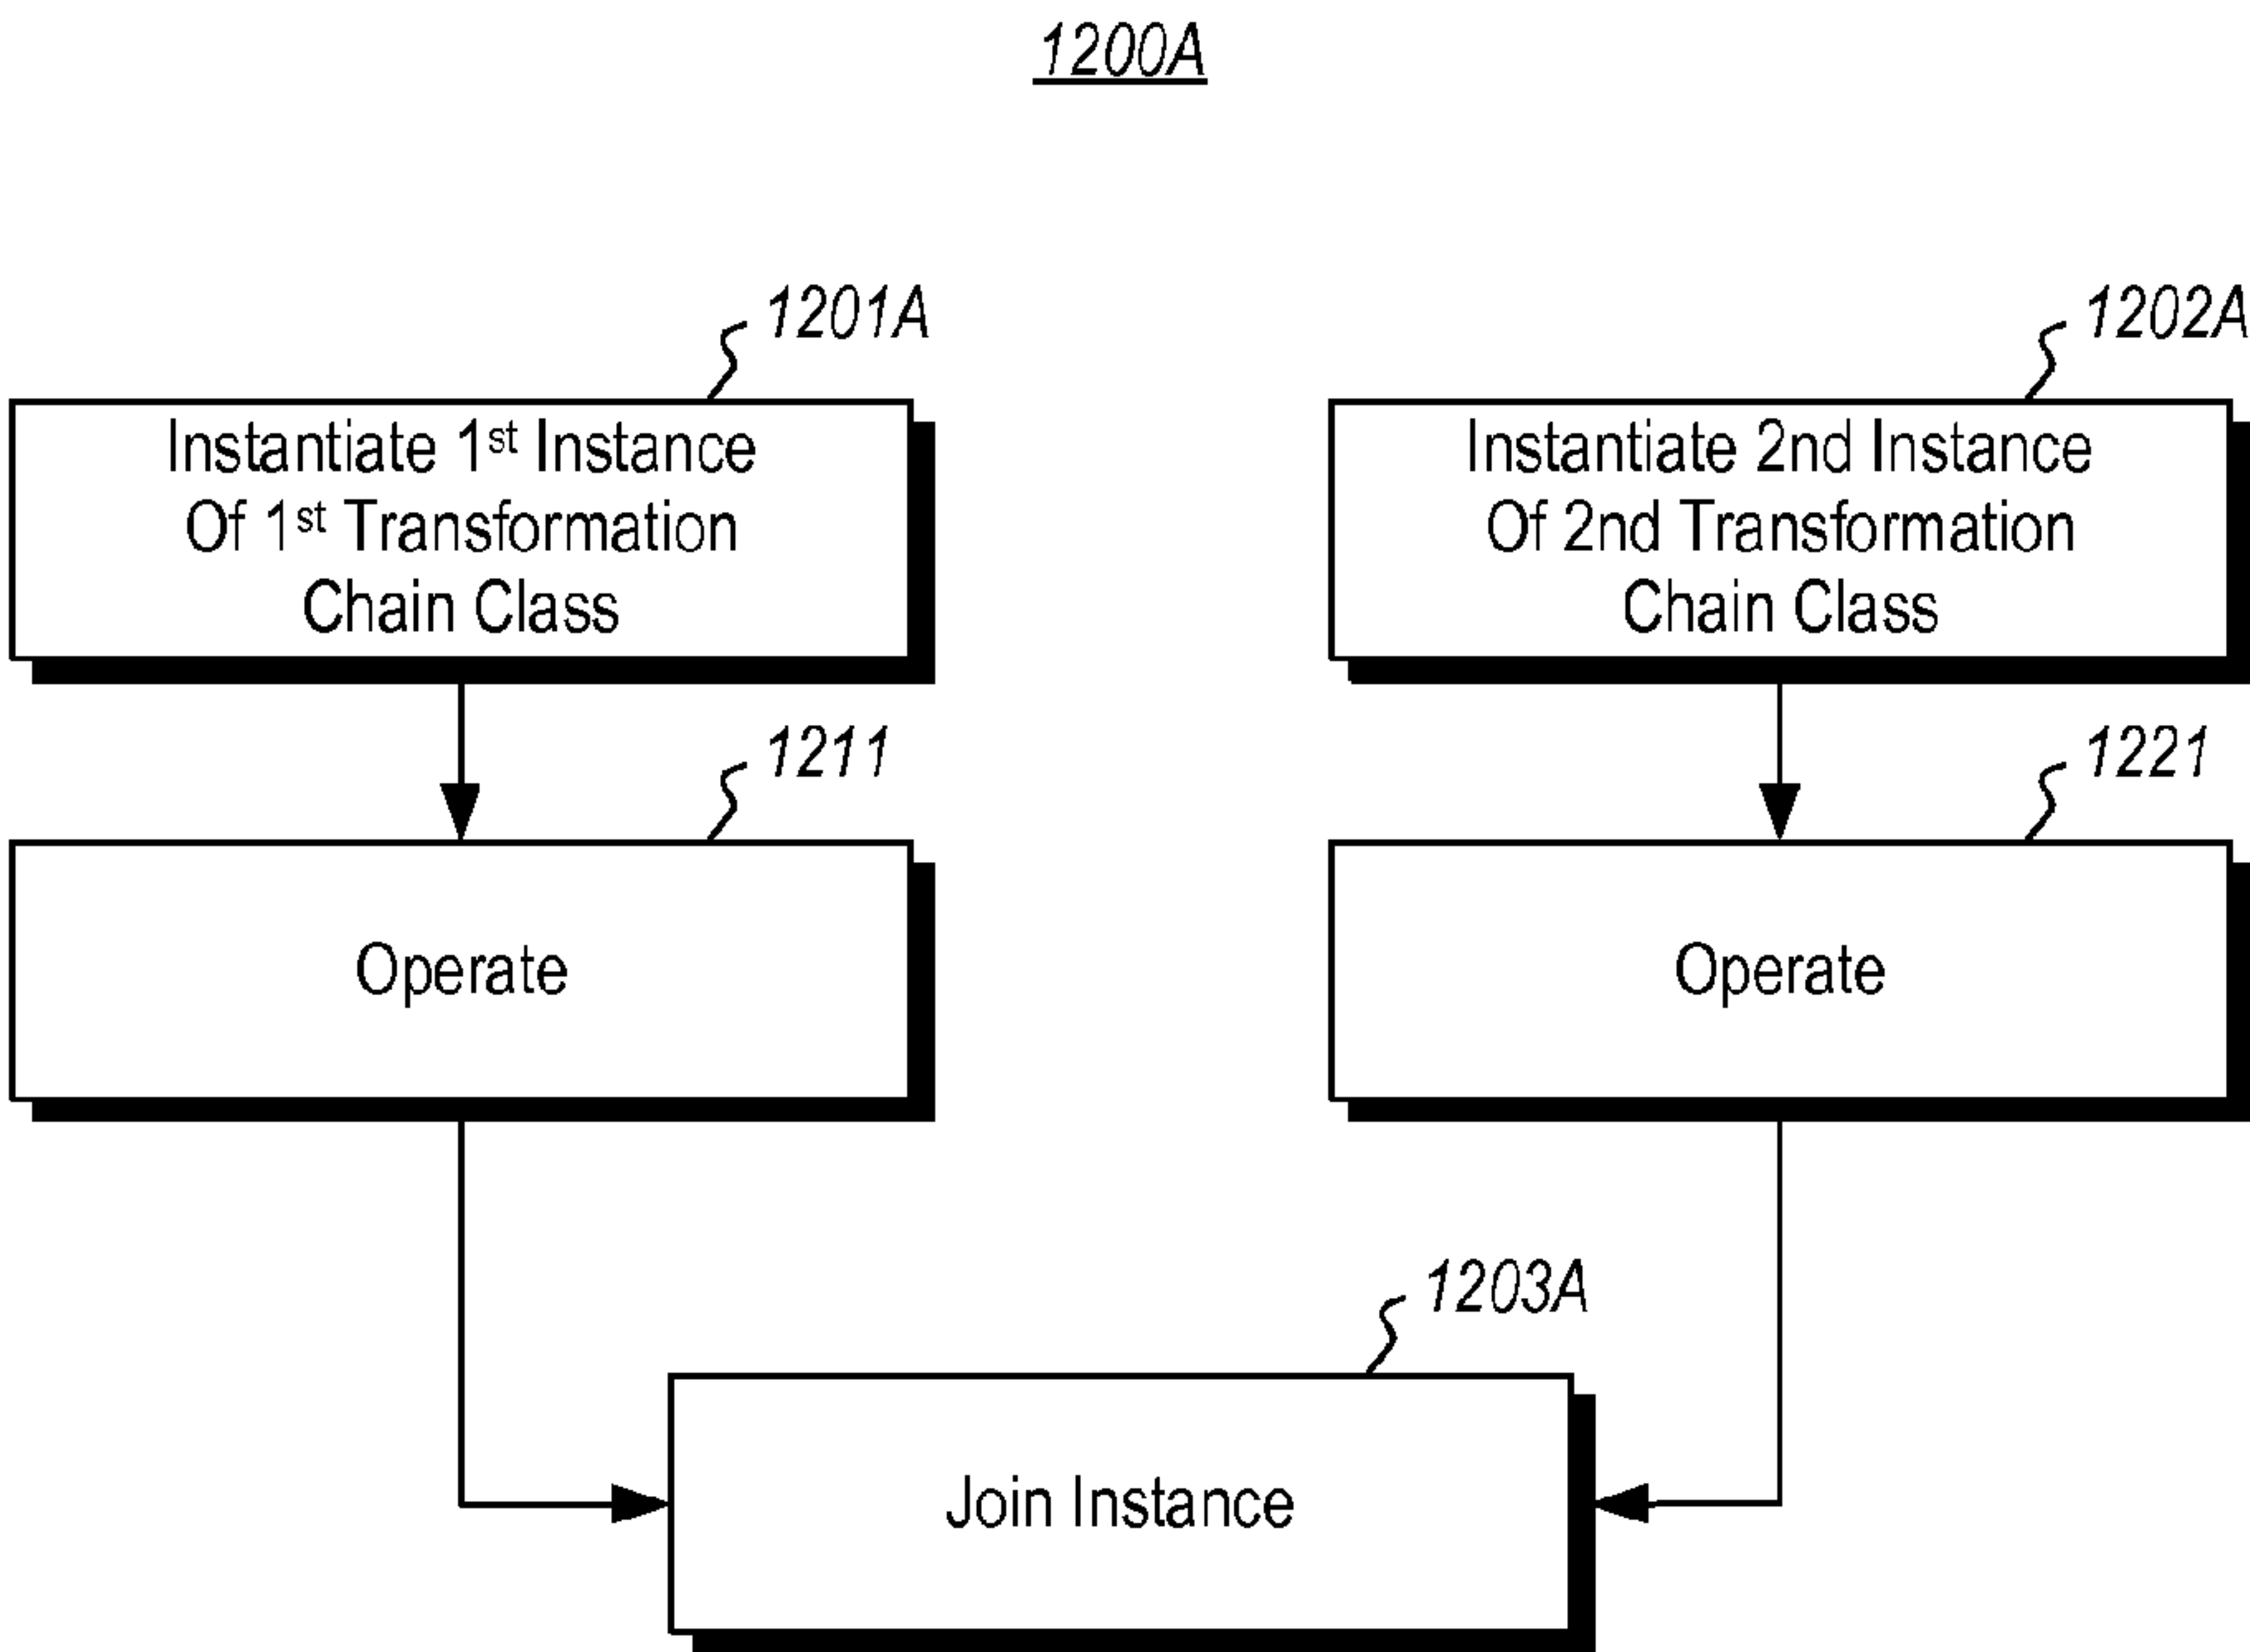 1200A
1201A
Instantiate 1st Instance
Of 1st Transformation
Chain Class
1202A
Instantiate 2nd Instance
Of 2nd Transformation
Chain Class
1211
Operate
1221
Operate
1203A
Join Instance